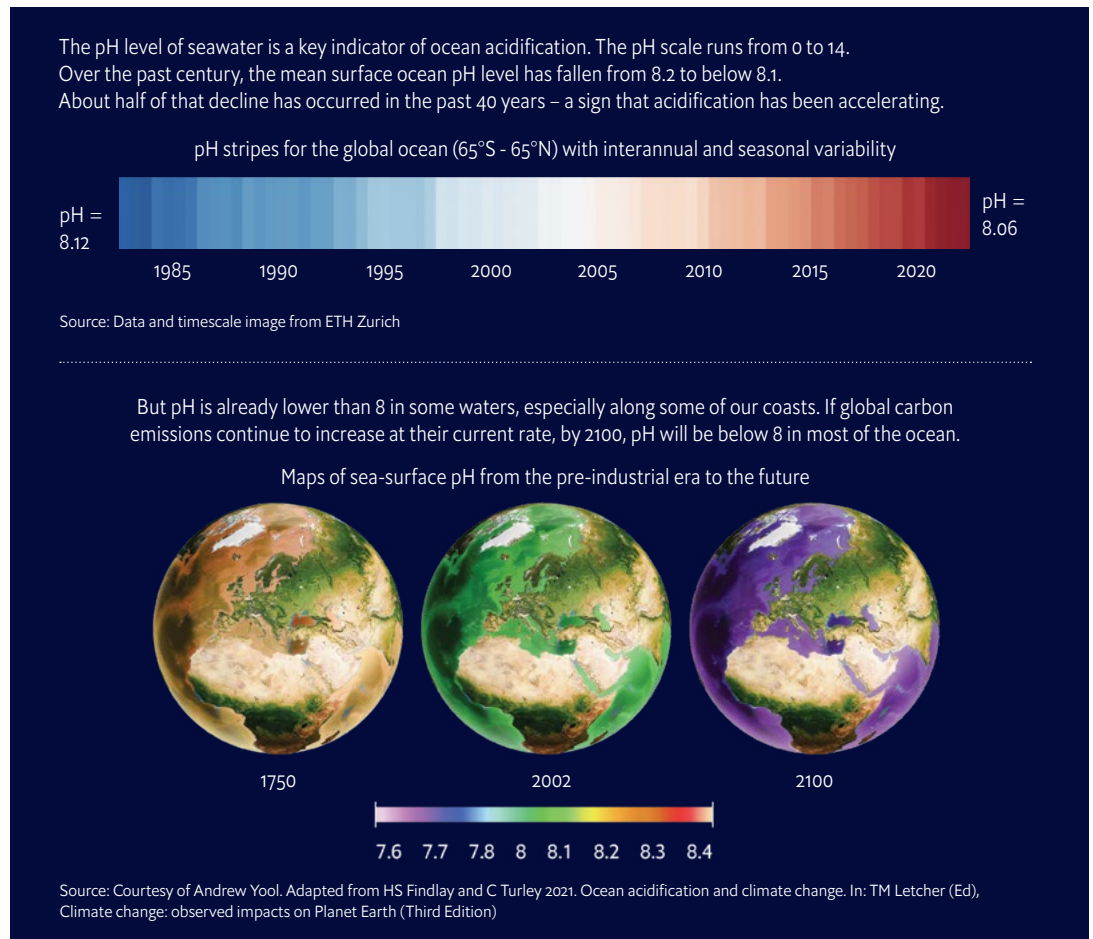 The pH level of seawater is a key indicator of ocean acidification. The pH scale runs from 0 to 14.
Over the past century, the mean surface ocean pH level has fallen from 8.2 to below 8.1.
About half of that decline has occurred in the past 40 years – a sign that acidification has been accelerating.
pH stripes for the global ocean (65°S - 65°N) with interannual and seasonal variability
pH =
8.12
pH =
8.06
1985 1990 1995 2000 2005 2010 2015 2020
Source: Data and timescale image from ETH Zurich
But pH is already lower than 8 in some waters, especially along some of our coasts. If global carbon
emissions continue to increase at their current rate, by 2100, pH will be below 8 in most of the ocean.
Maps of sea-surface pH from the pre-industrial era to the future
1750 2002 2100
7.6 7.7 7.8 8 8.1 8.2 8.3 8.4
Source: Courtesy of Andrew Yool. Adapted from HS Findlay and C Turley 2021. Ocean acidification and climate change. In: TM Letcher (Ed),
Climate change: observed impacts on Planet Earth (Third Edition)